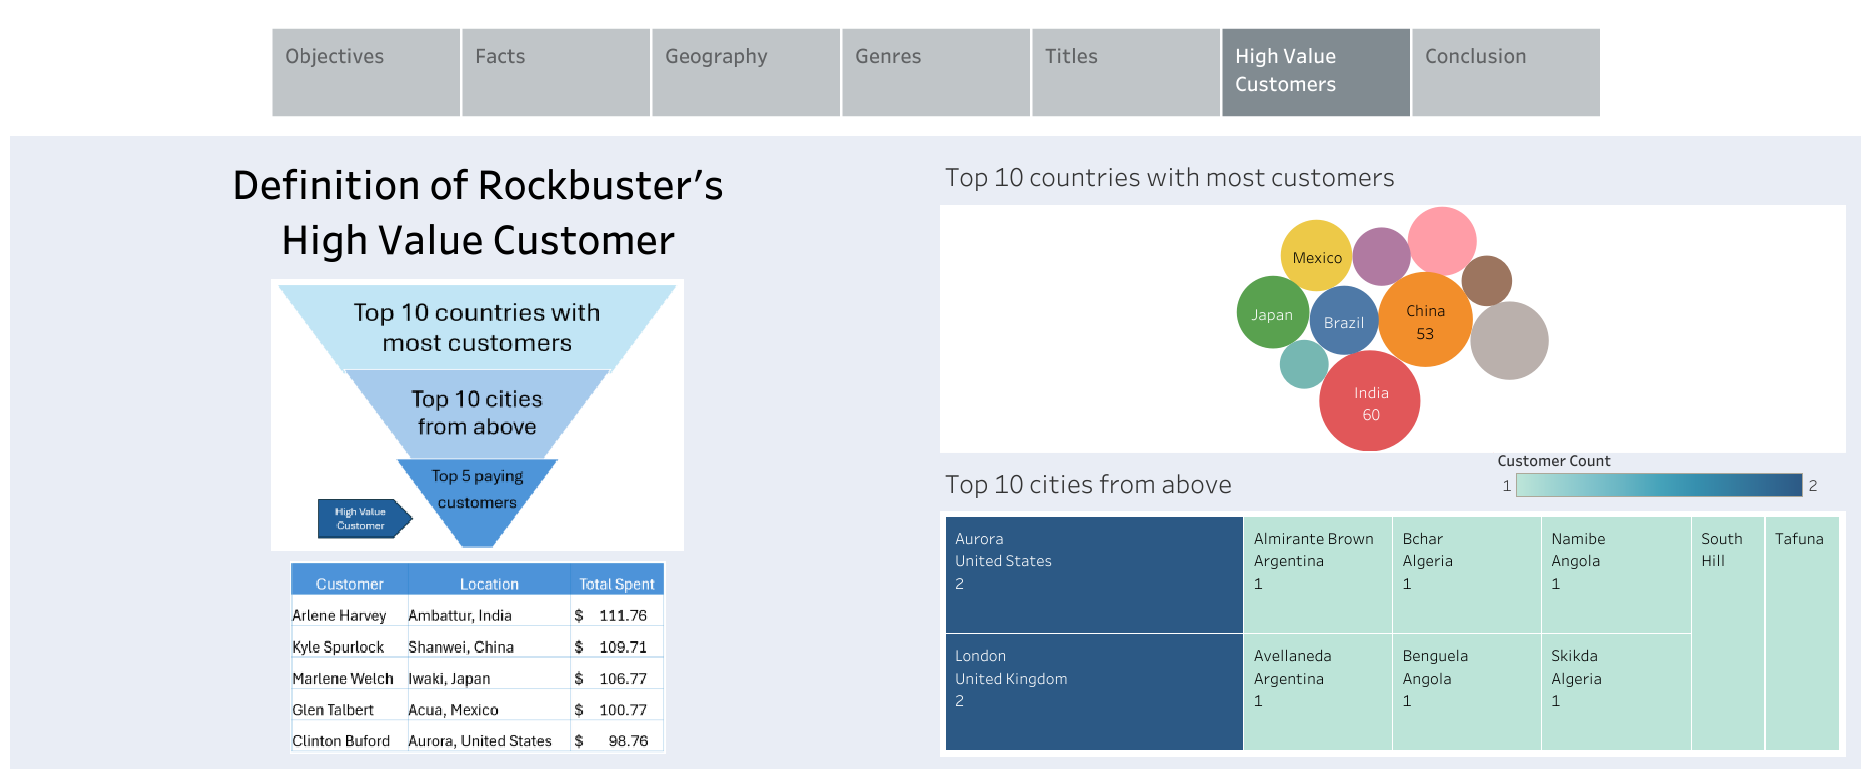 Objectives
Facts
Geography
Genres
Titles
High Value
Customers
Conclusion
Definition of Rockbuster’s
High Value Customer
Top 10 countries with
most customers
Top 10 cities
from above
Top 5 paying
customers
High Value
Customer
Customer Location Total Spent
Arlene Harvey Ambattur, India $ 111.76
Kyle Spurlock Shanwei, China $ 109.71
Marlene Welch Iwaki, Japan $ 106.77
Glen Talbert Acua, Mexico $ 100.77
Clinton Buford Aurora, United States $ 98.76
Top 10 countries with most customers
Mexico
Japan
Brazil
China
53
India
60
Top 10 cities from above
Customer Count
1 2
Aurora
United States
2
London
United Kingdom
2
Almirante Brown
Argentina
1
Avellaneda
Argentina
1
Bchar
Algeria
1
Benguela
Angola
1
Namibe
Angola
1
Skikda
Algeria
1
South
Hill
Tafuna